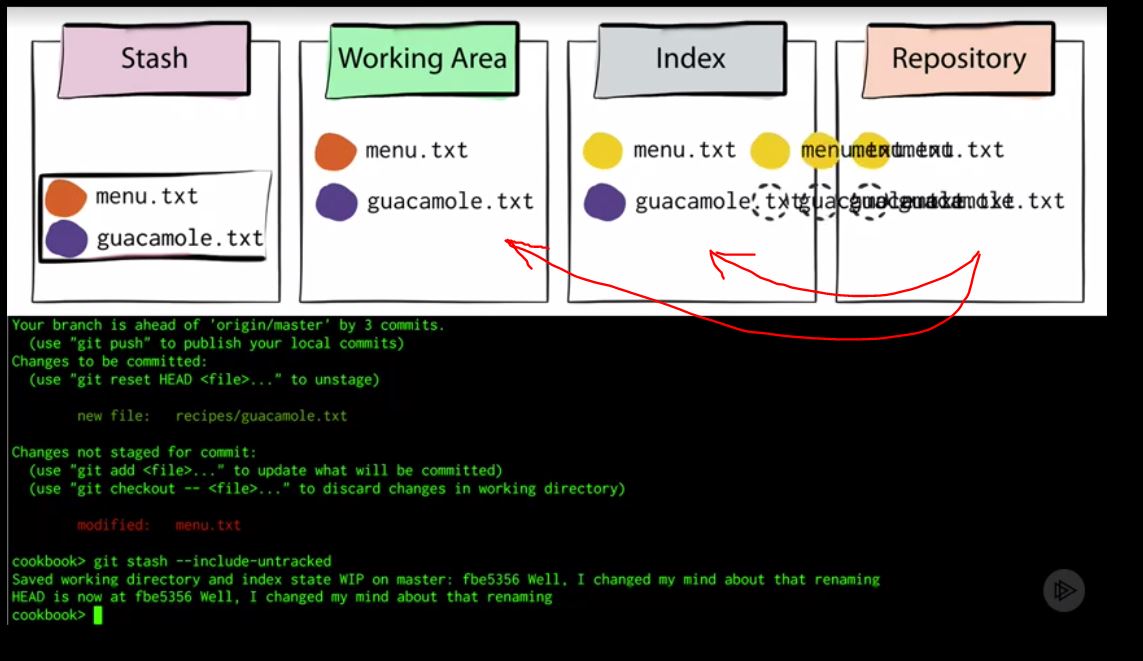 Stash
Working Area
Index
Repository
menu.txt
menu.txt
menu.txt
guacamole.txt
guacamole.txt
menu.txt
guacamole.txt
Your branch is ahead of 'origin/master' by 3 commits.
(use "git push" to publish your local commits)
Changes to be committed:
(use "git reset HEAD <file>..." to unstage)
new file: recipes/guacamole.txt
Changes not staged for commit:
(use "git add <file>..." to update what will be committed)
(use "git checkout -- <file>..." to discard changes in working directory)
modified: menu.txt
cookbook> git stash --include-untracked
Saved working directory and index state WIP on master: fbe5356 Well, I changed my mind about that renaming
HEAD is now at fbe5356 Well, I changed my mind about that renaming
cookbook>